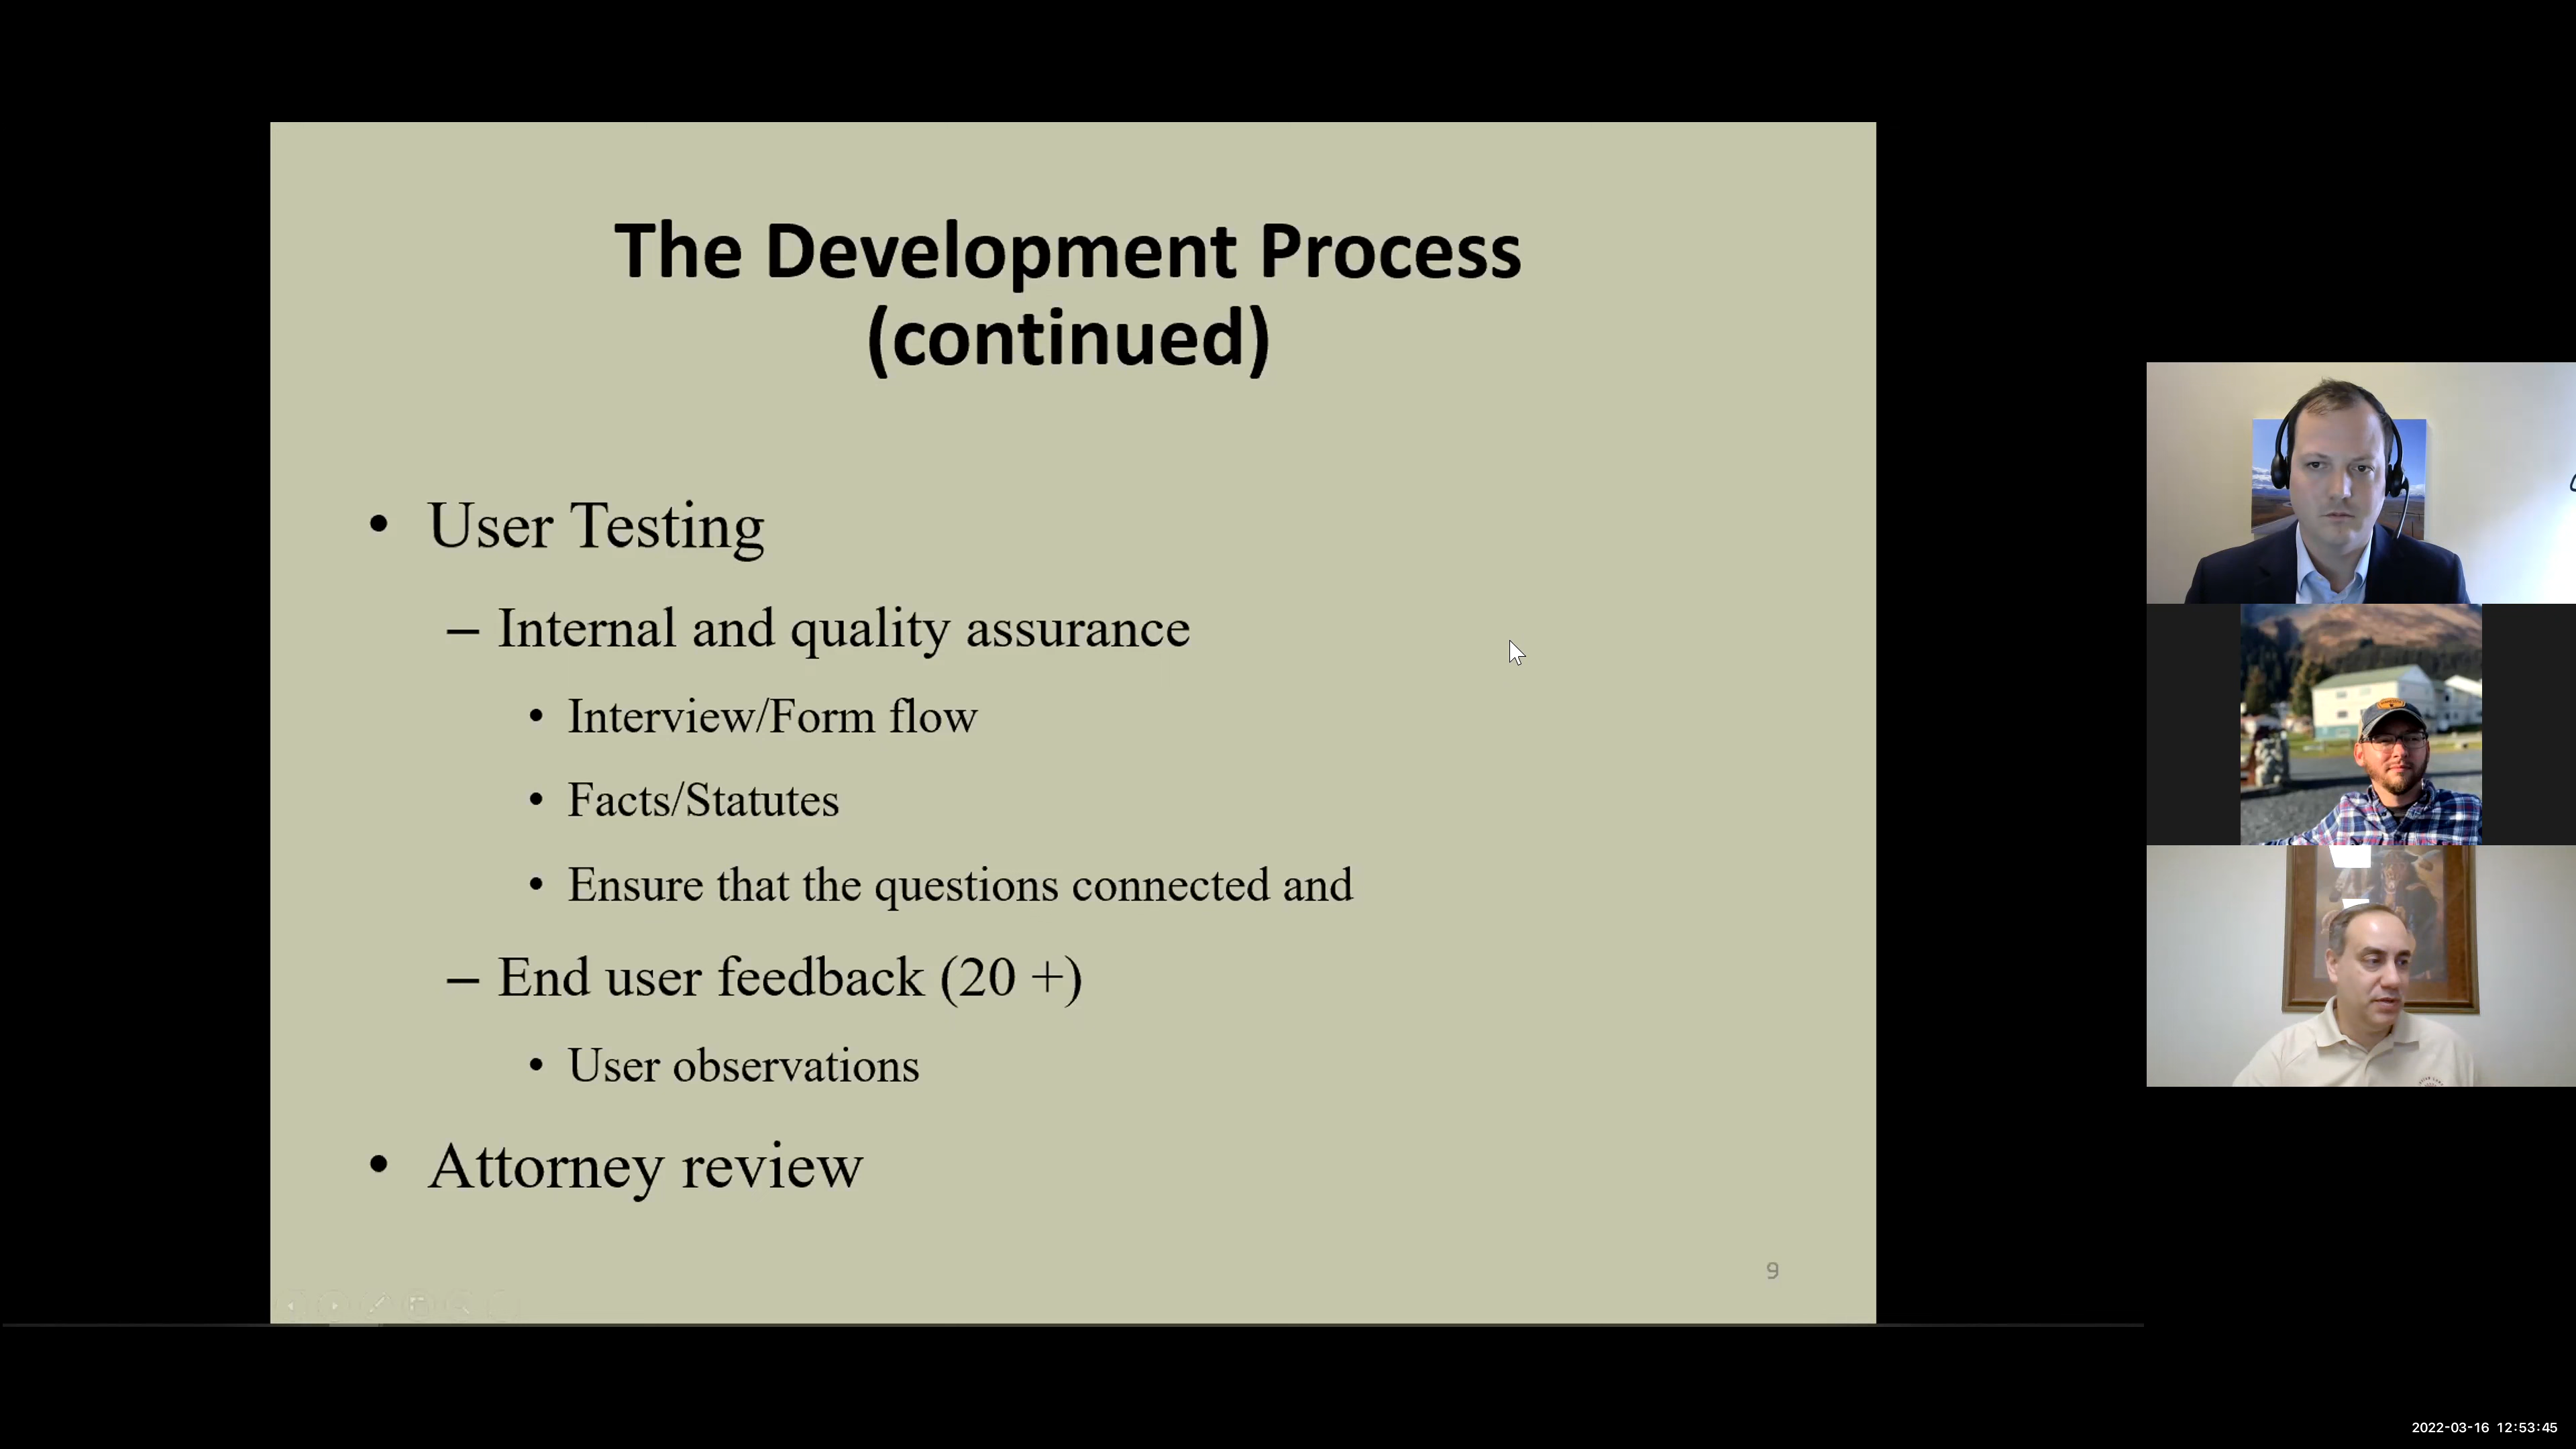 The Development Process
(continued)
• User Testing
– Internal and quality assurance
• Interview/Form flow
• Facts/Statutes
• Ensure that the questions connected and
– End user feedback (20 +)
• User observations
• Attorney review
9
2022-03-16 12:53:45